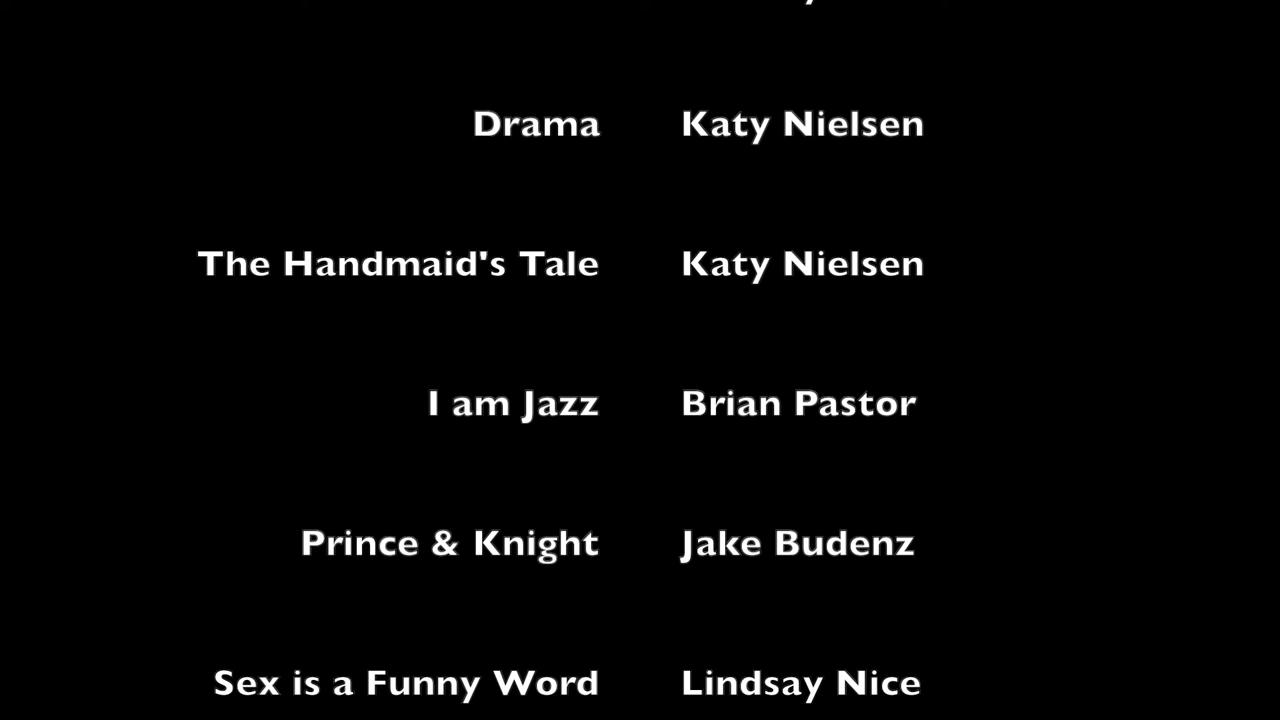 Drama Katy Nielsen
The Handmaid's Tale Katy Nielsen
I am Jazz Brian Pastor
Prince & Knight Jake Budenz
Sex is a Funny Word Lindsay Nice